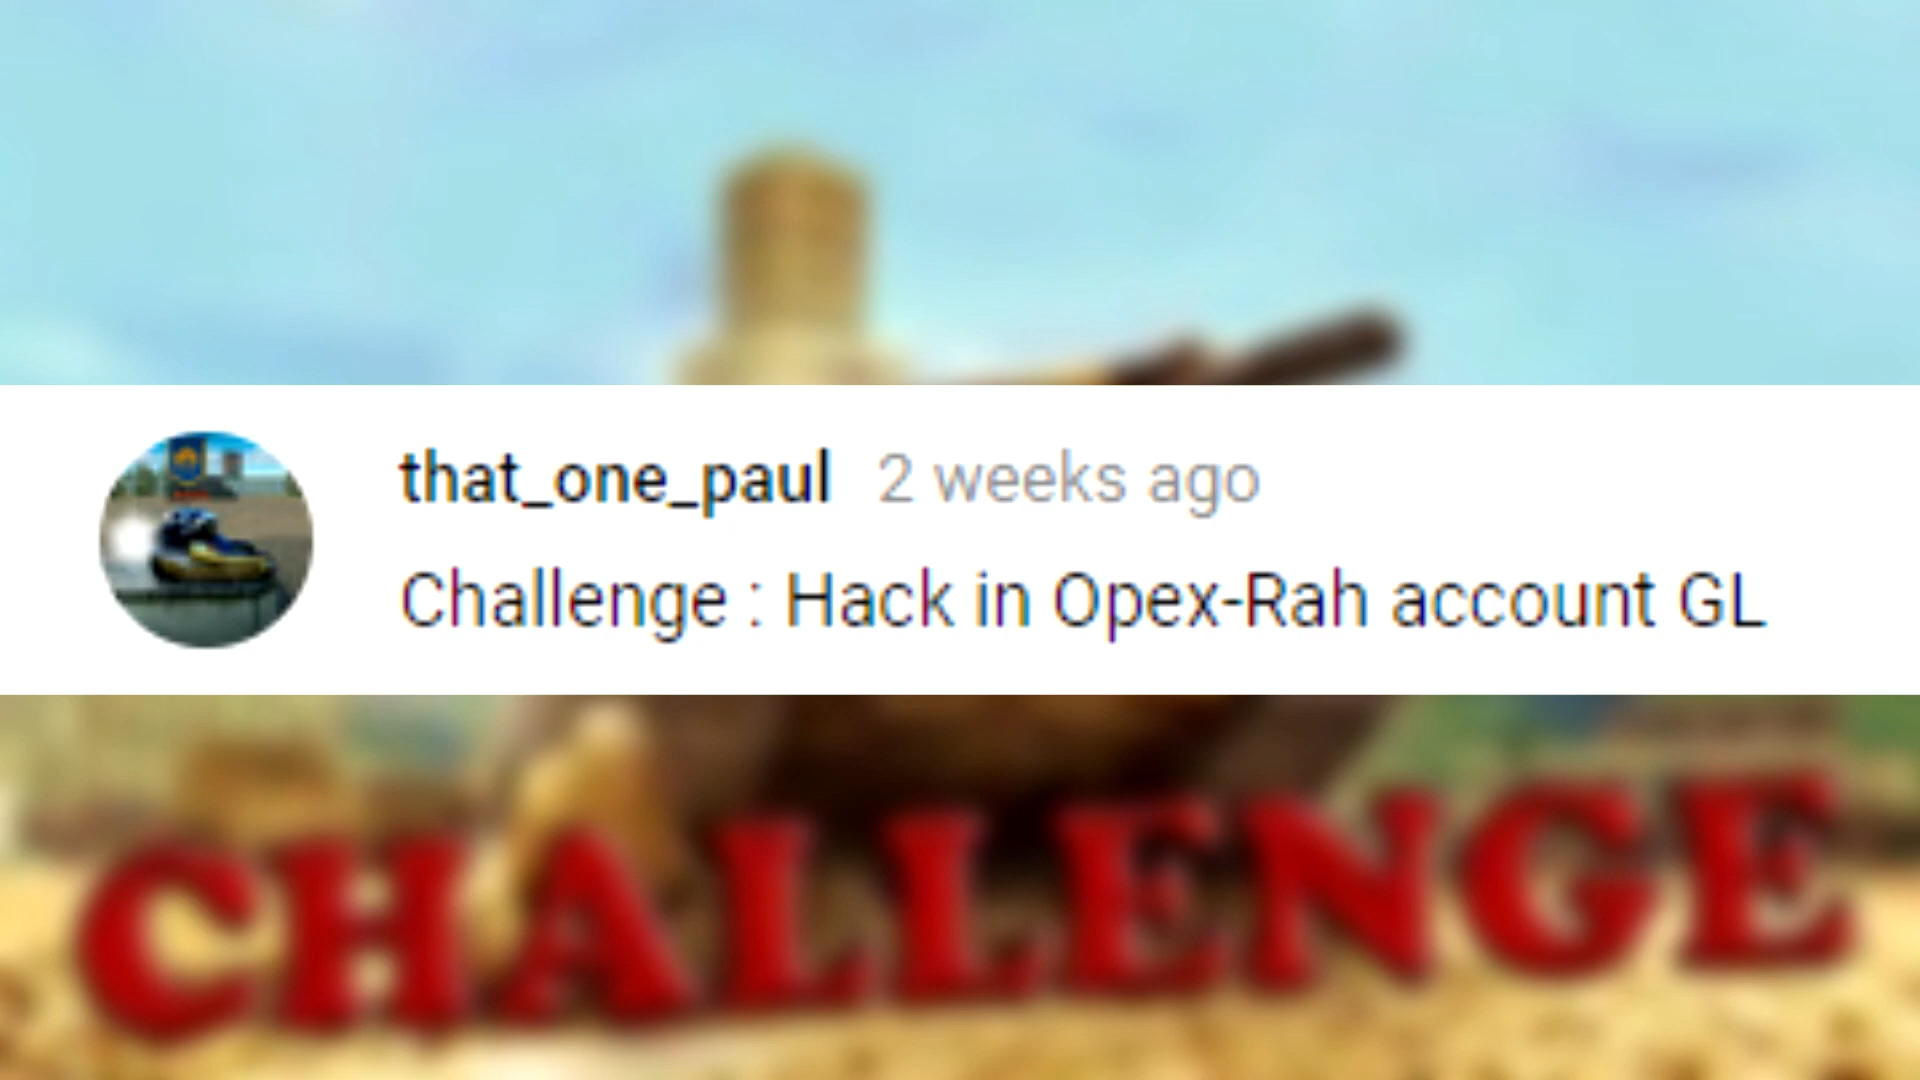 that_one_paul 2 weeks ago
Challenge : Hack in Opex-Rah account GL
CHALLENGE